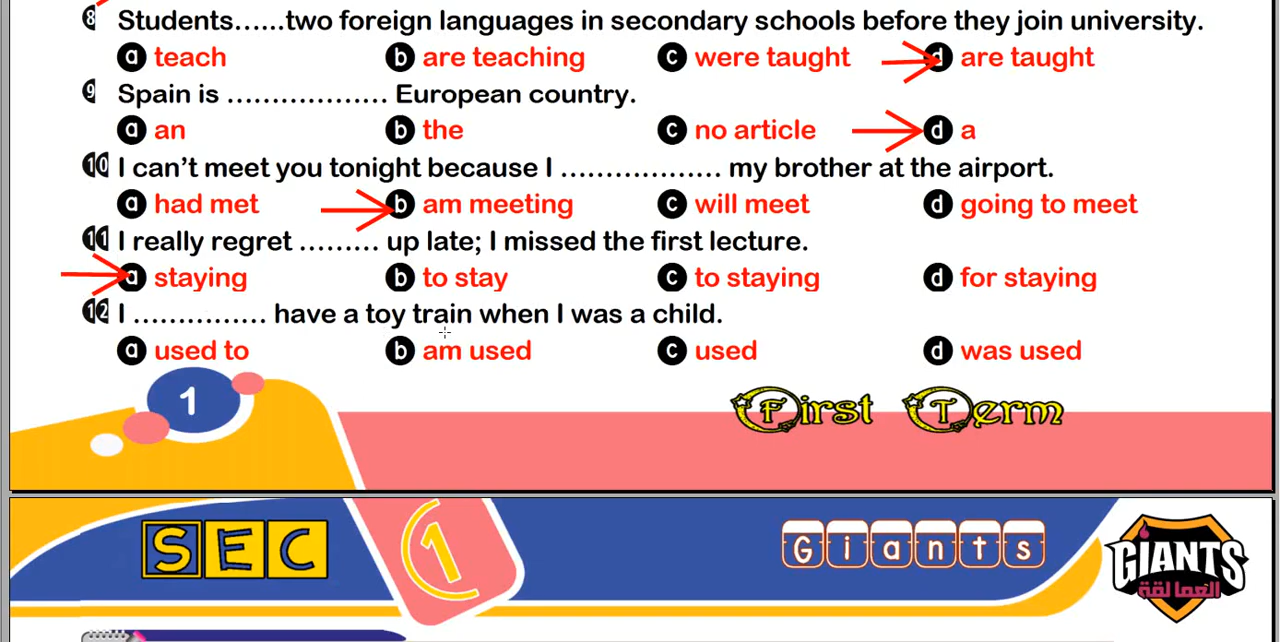 8 Students......two foreign languages in secondary schools before they join university.
a teach b are teaching c were taught d are taught
9 Spain is .................. European country.
a an b the c no article d a
10 I can't meet you tonight because I .................. my brother at the airport.
a had met b am meeting c will meet d going to meet
11 I really regret ......... up late; I missed the first lecture.
a staying b to stay c to staying d for staying
12 I ............... have a toy train when I was a child.
a used to b am used c used d was used
1 First Term
SEC 1 Giants
GIANTS
العمالقة